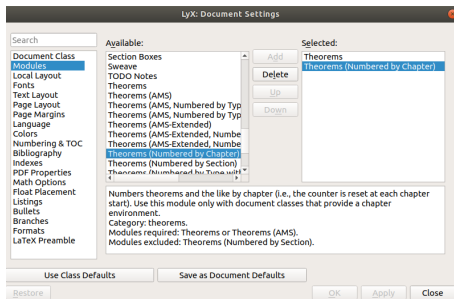 LyX: Document Settings
Search
Document Class
Modules
Local Layout
Fonts
Text Layout
Page Layout
Page Margins
Language
Colors
Numbering & TOC
Bibliography
Indexes
PDF Properties
Math Options
Float Placement
Listings
Bullets
Branches
Formats
LaTeX Preamble
Available:
Section Boxes
Sweave
TODO Notes
Theorems
Theorems (AMS)
Theorems (AMS, Numbered by Typ
Theorems (AMS, Numbered by Typ
Theorems (AMS-Extended)
Theorems (AMS-Extended, Numbe
Theorems (AMS-Extended, Numbe
Theorems (Numbered by Chapter)
Theorems (Numbered by Section)
Theorems (Numbered by Type with
Add
Delete
Up
Down
Selected:
Theorems
Theorems (Numbered by Chapter)
Numbers theorems and the like by chapter (i.e., the counter is reset at each chapter
start). Use this module only with document classes that provide a chapter
environment.
Category: theorems.
Modules required: Theorems or Theorems (AMS).
Modules excluded: Theorems (Numbered by Section).
Use Class Defaults
Save as Document Defaults
Restore
OK
Apply
Close